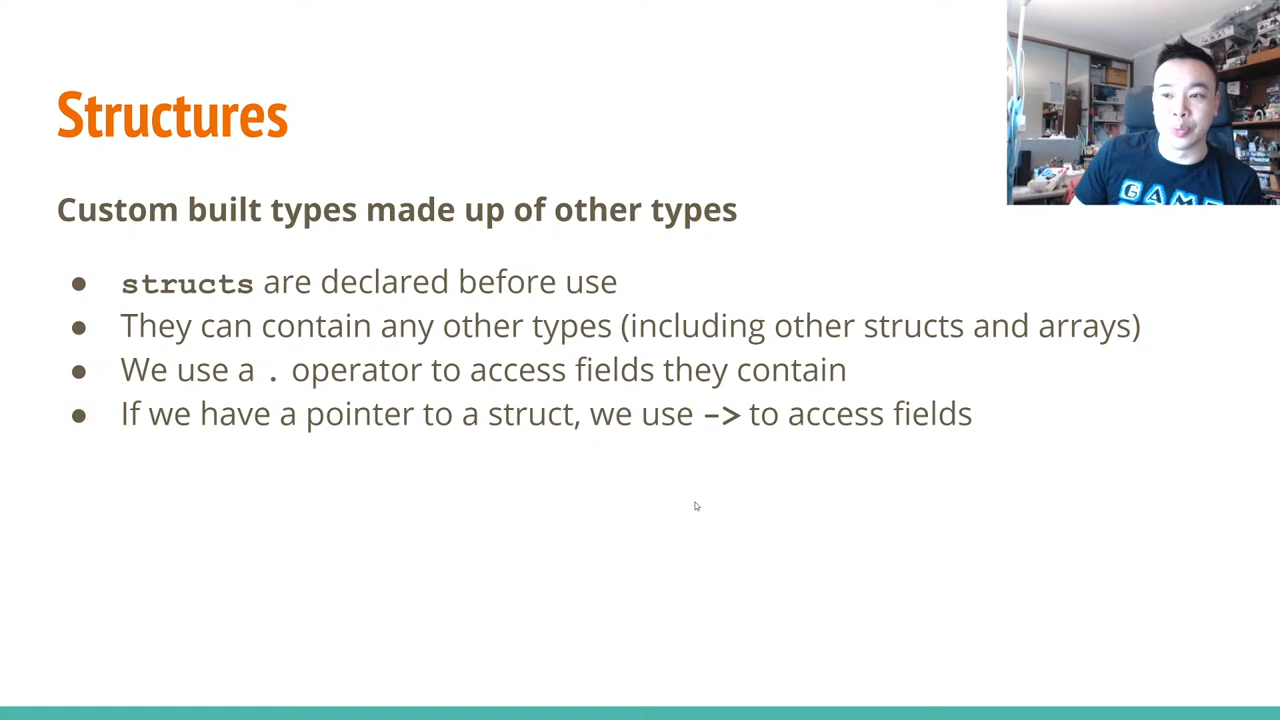 Structures
Custom built types made up of other types
● structs are declared before use
● They can contain any other types (including other structs and arrays)
● We use a . operator to access fields they contain
● If we have a pointer to a struct, we use -> to access fields
GAME